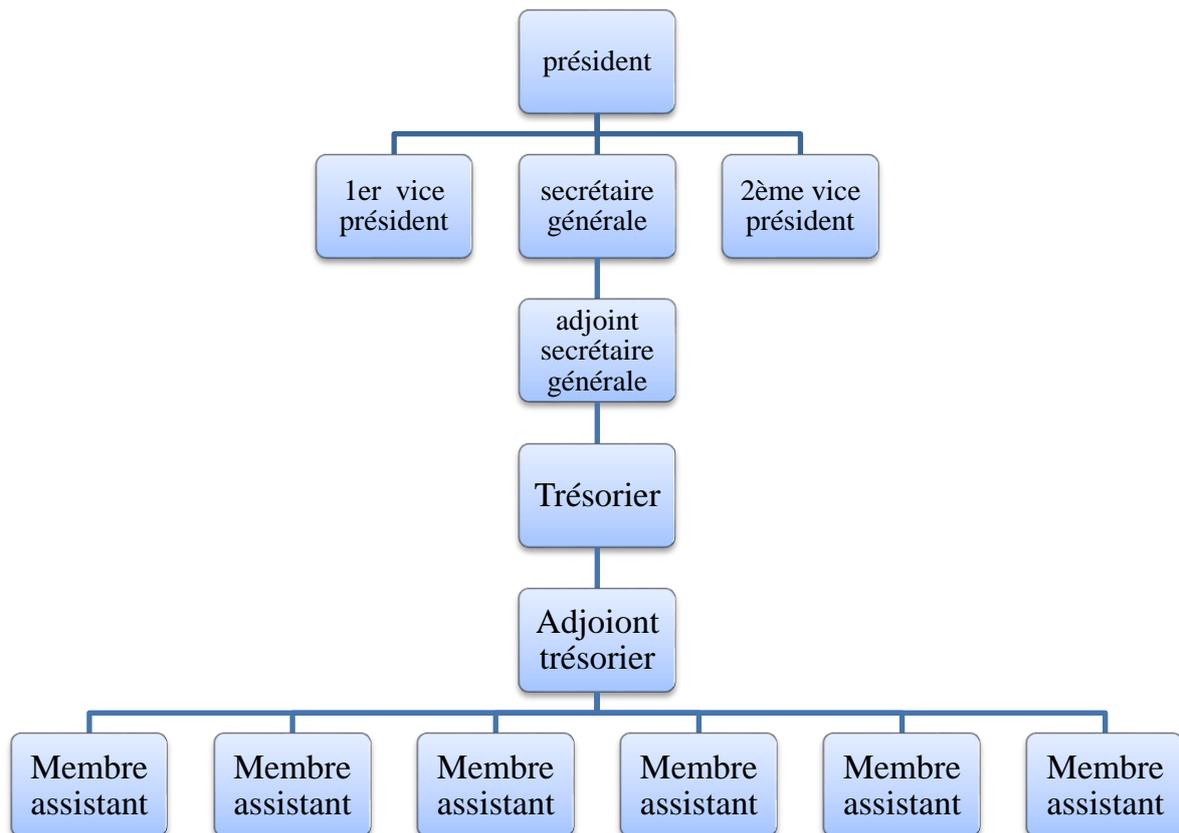 président
1er vice
président
secrétaire
générale
2ème vice
président
adjoint
secrétaire
générale
Trésorier
Adjoiont
trésorier
Membre
assistant
Membre
assistant
Membre
assistant
Membre
assistant
Membre
assistant
Membre
assistant